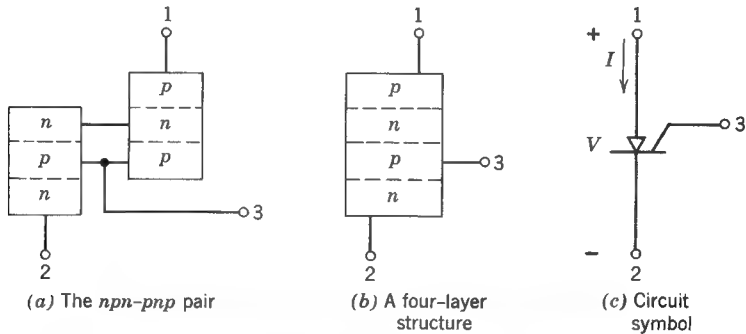 1
p
n
p
n
p
n
3
2
(a) The npn-pnp pair
1
p
n
p
n
3
2
(b) A four-layer
structure
1
+
I
V
3
−
2
(c) Circuit
symbol